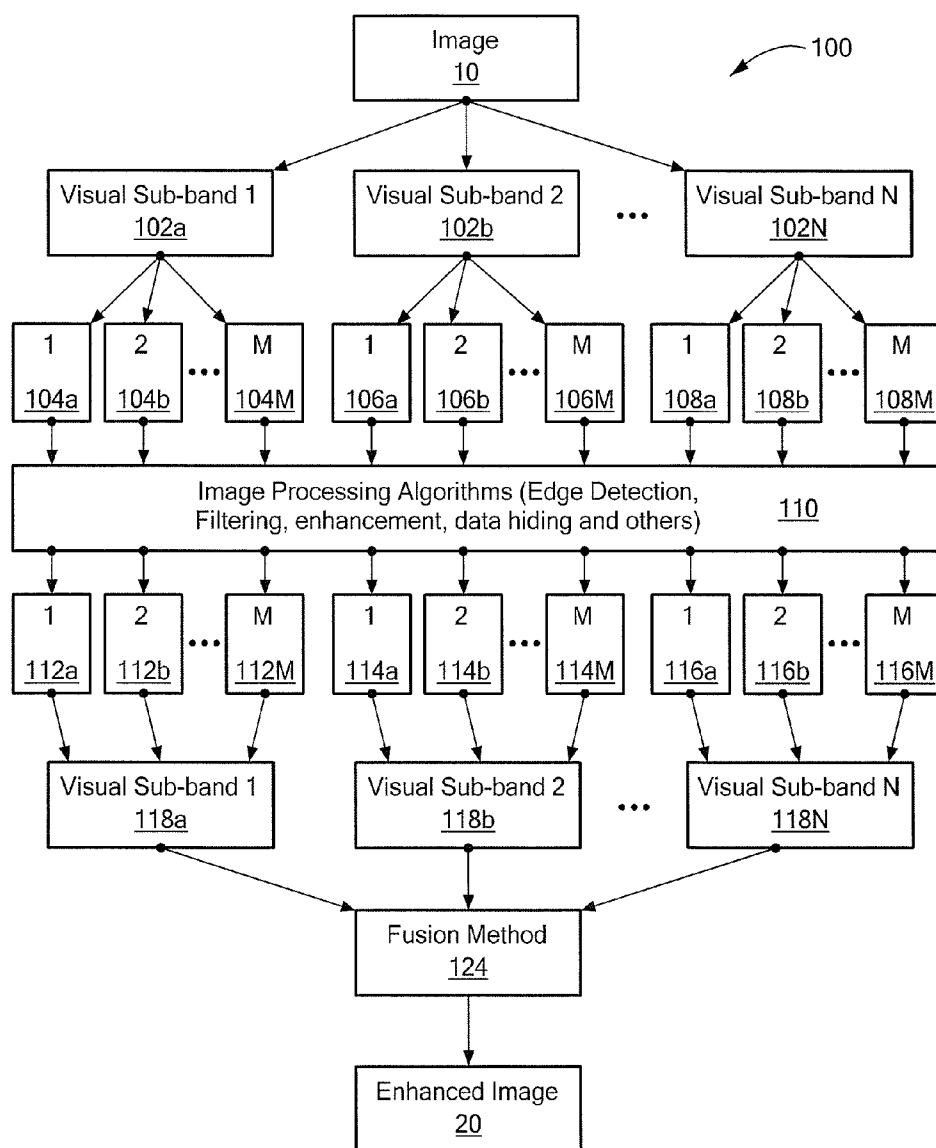 Image
10
100
Visual Sub-band 1
102a
Visual Sub-band 2
102b
...
Visual Sub-band N
102N
1
104a
2
104b
...
M
104M
1
106a
2
106b
...
M
106M
1
108a
2
108b
...
M
108M
Image Processing Algorithms (Edge Detection,
Filtering, enhancement, data hiding and others)
110
1
112a
2
112b
...
M
112M
1
114a
2
114b
...
M
114M
1
116a
2
116b
...
M
116M
Visual Sub-band 1
118a
Visual Sub-band 2
118b
...
Visual Sub-band N
118N
Fusion Method
124
Enhanced Image
20